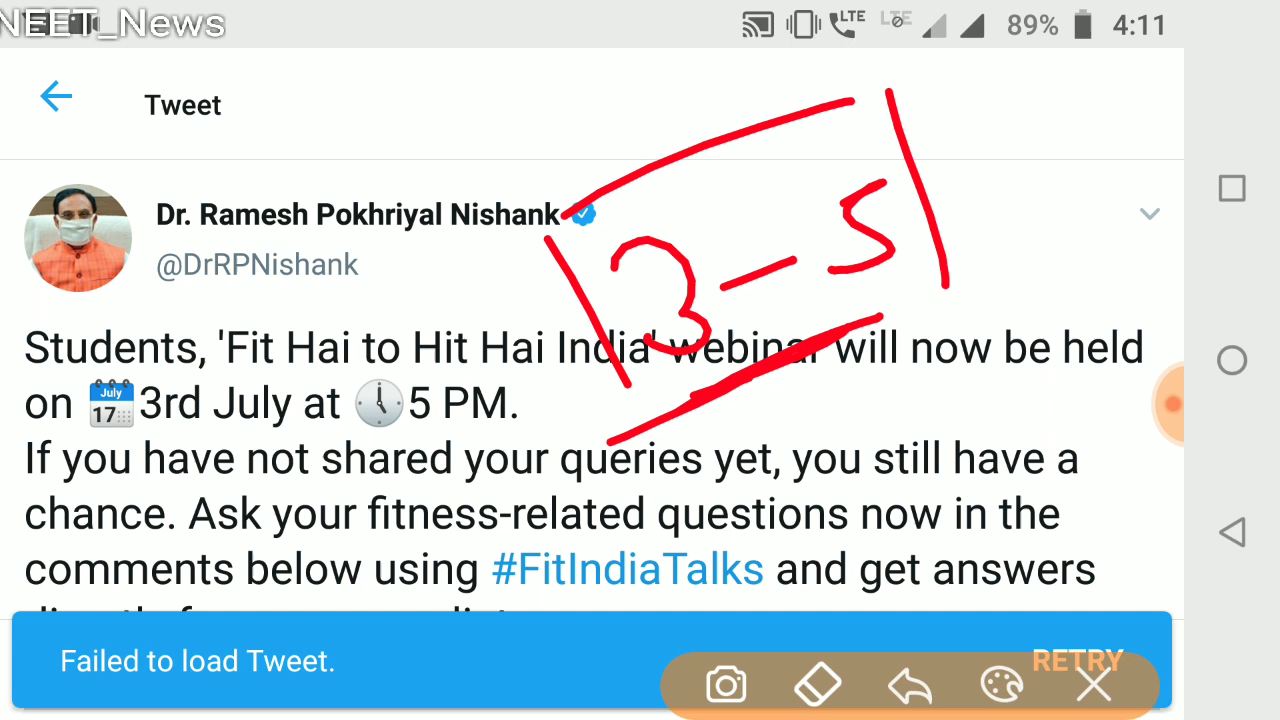 NEET_News
LTE LTE 89% 4:11
Tweet
Dr. Ramesh Pokhriyal Nishank
@DrRPNishank
3-5
Students, 'Fit Hai to Hit Hai India' webinar will now be held
on July 17 3rd July at 5 PM.
If you have not shared your queries yet, you still have a
chance. Ask your fitness-related questions now in the
comments below using #FitIndiaTalks and get answers
Failed to load Tweet.
RETRY